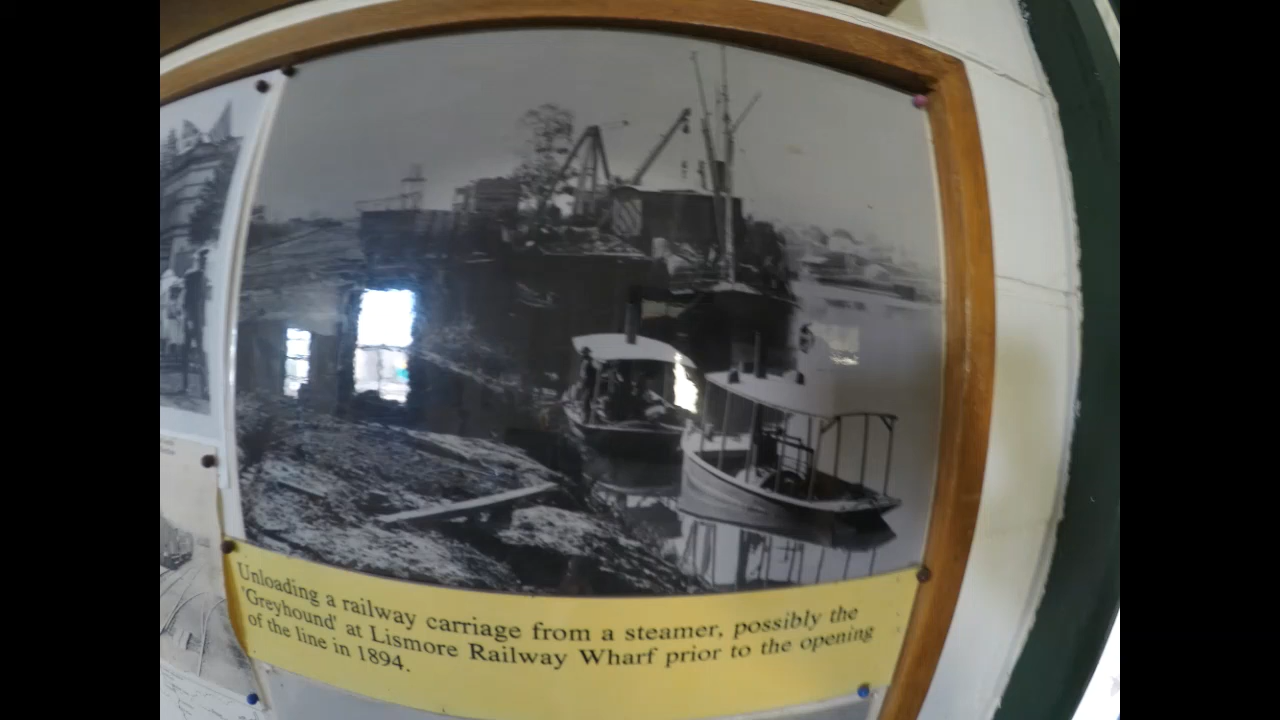 Unloading a railway carriage from a steamer, possibly the
'Greyhound' at Lismore Railway Wharf prior to the opening
of the line in 1894.